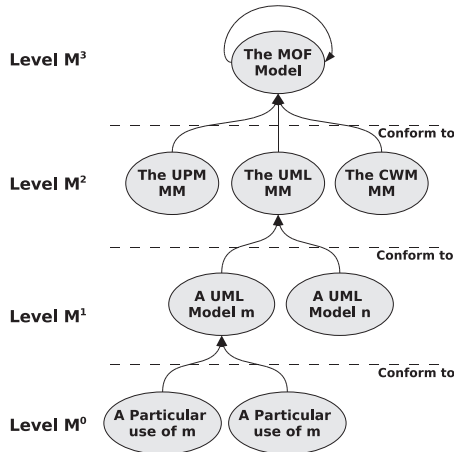 Level M³
The MOF
Model
Conform to
Level M²
The UPM
MM
The UML
MM
The CWM
MM
Conform to
Level M¹
A UML
Model m
A UML
Model n
Conform to
Level M⁰
A Particular
use of m
A Particular
use of m